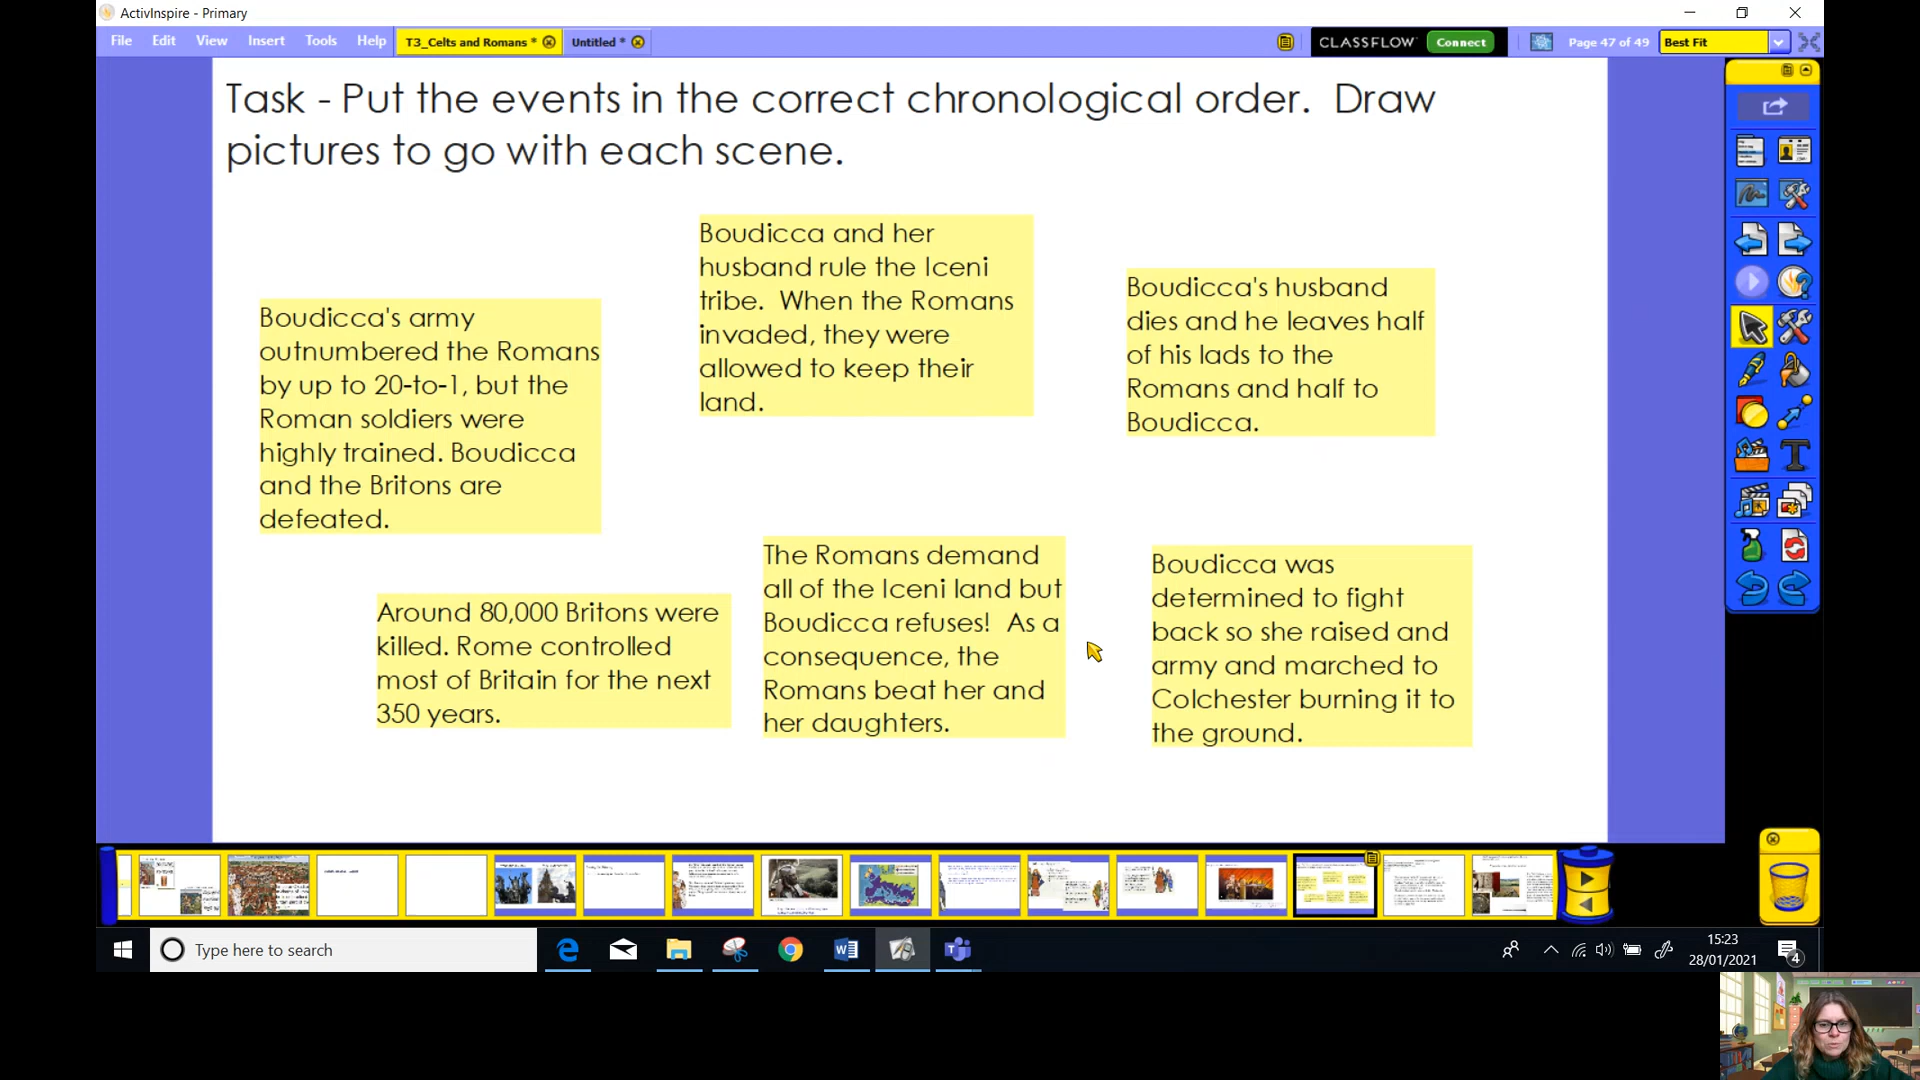 ActivInspire - Primary
File Edit View Insert Tools Help
T3_Celts and Romans *
Untitled *
CLASSFLOW
Connect
Page 47 of 49
Best Fit
Task - Put the events in the correct chronological order. Draw
pictures to go with each scene.
Boudicca's army
outnumbered the Romans
by up to 20-to-1, but the
Roman soldiers were
highly trained. Boudicca
and the Britons are
defeated.
Boudicca and her
husband rule the Iceni
tribe. When the Romans
invaded, they were
allowed to keep their
land.
Boudicca's husband
dies and he leaves half
of his lads to the
Romans and half to
Boudicca.
Around 80,000 Britons were
killed. Rome controlled
most of Britain for the next
350 years.
The Romans demand
all of the Iceni land but
Boudicca refuses! As a
consequence, the
Romans beat her and
her daughters.
Boudicca was
determined to fight
back so she raised and
army and marched to
Colchester burning it to
the ground.
Type here to search
15:23
28/01/2021
4